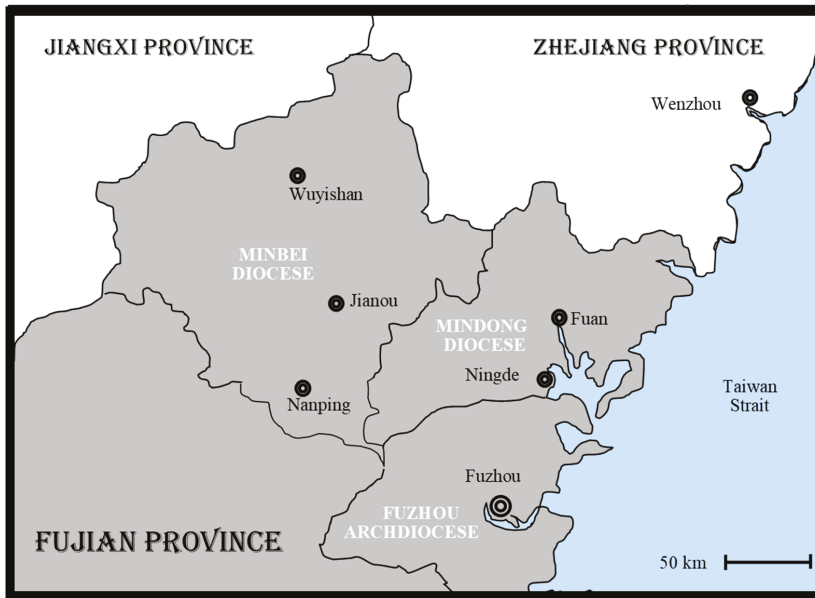 JIANGXI PROVINCE
ZHEJIANG PROVINCE
Wenzhou
Wuyishan
MINBEI
DIOCESE
Jianou
Fuan
MINDONG
DIOCESE
Ningde
Nanping
Taiwan
Strait
Fuzhou
FUZHOU
ARCHDIOCESE
FUJIAN PROVINCE
50 km